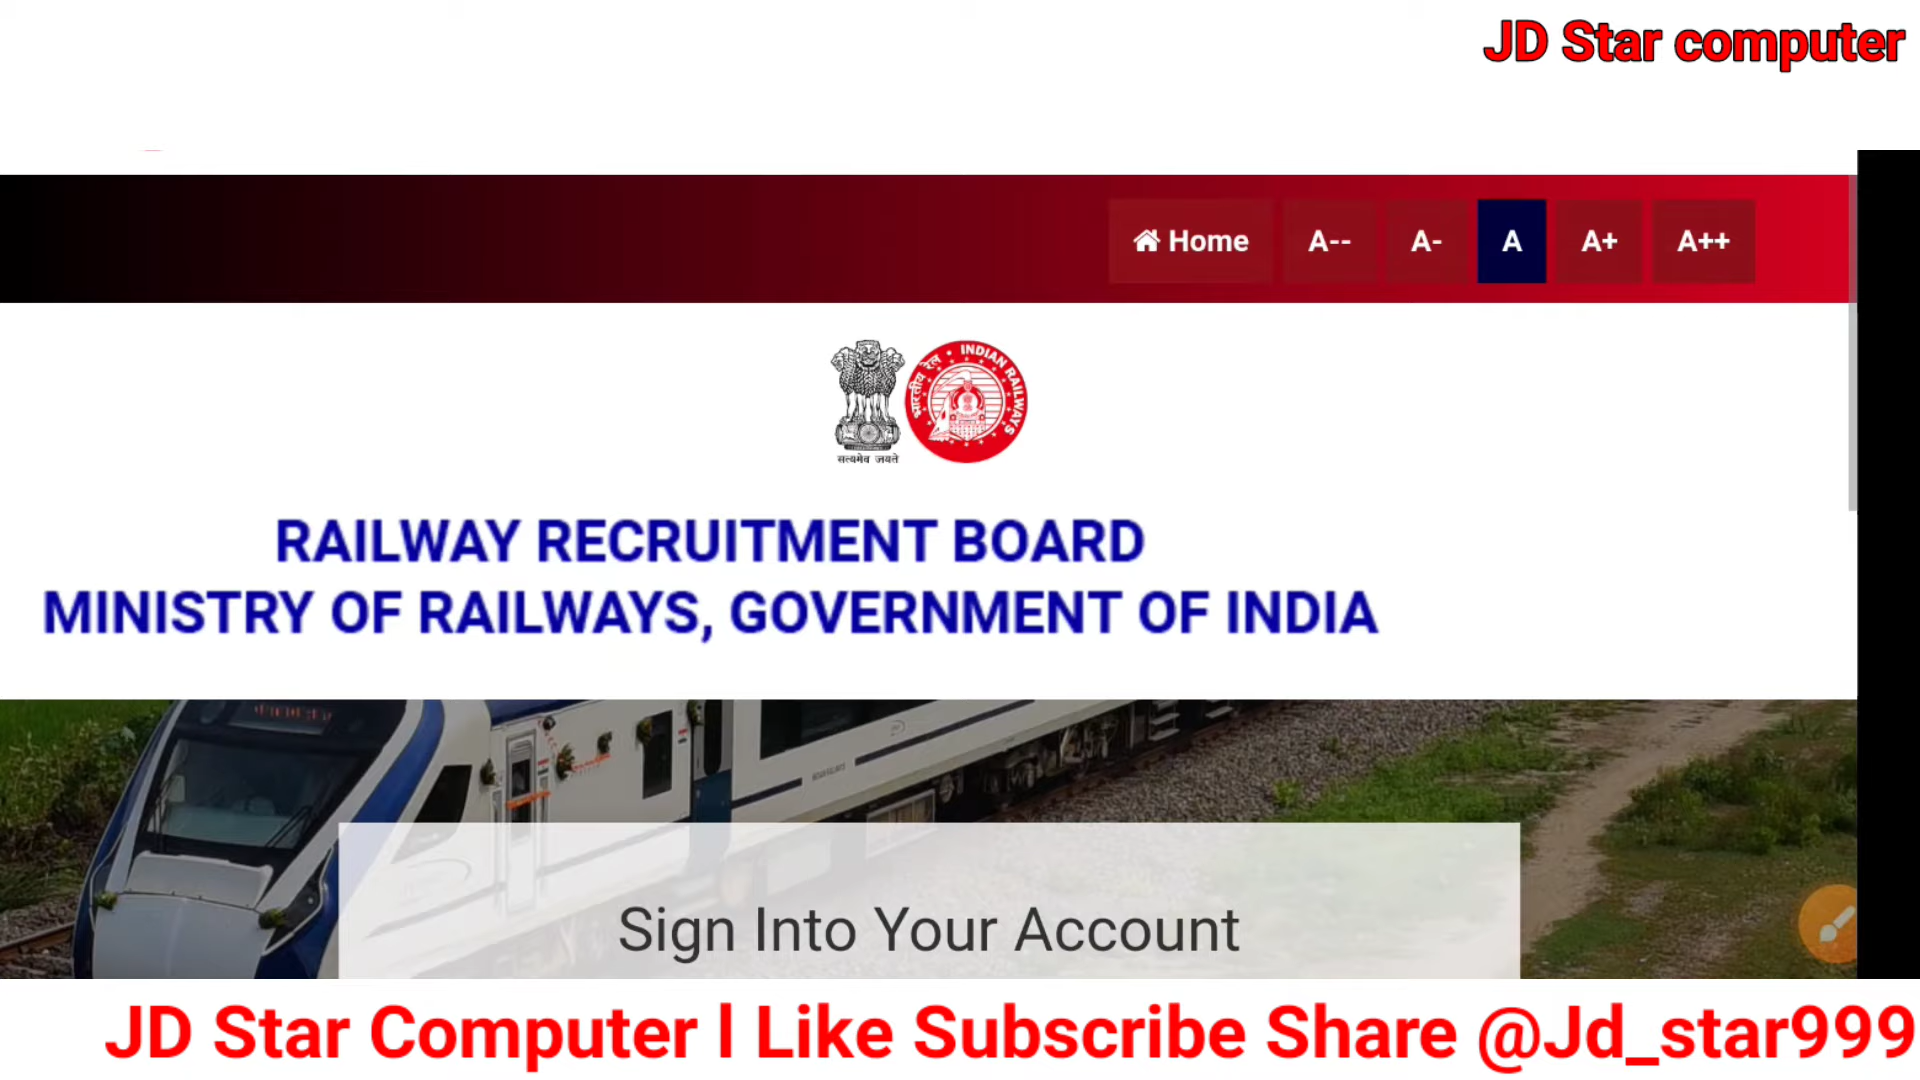 JD Star computer
Home A-- A- A A+ A++
भारतीय रेल • INDIAN RAILWAYS
सत्यमेव जयते
RAILWAY RECRUITMENT BOARD
MINISTRY OF RAILWAYS, GOVERNMENT OF INDIA
Sign Into Your Account
JD Star Computer l Like Subscribe Share @Jd_star999